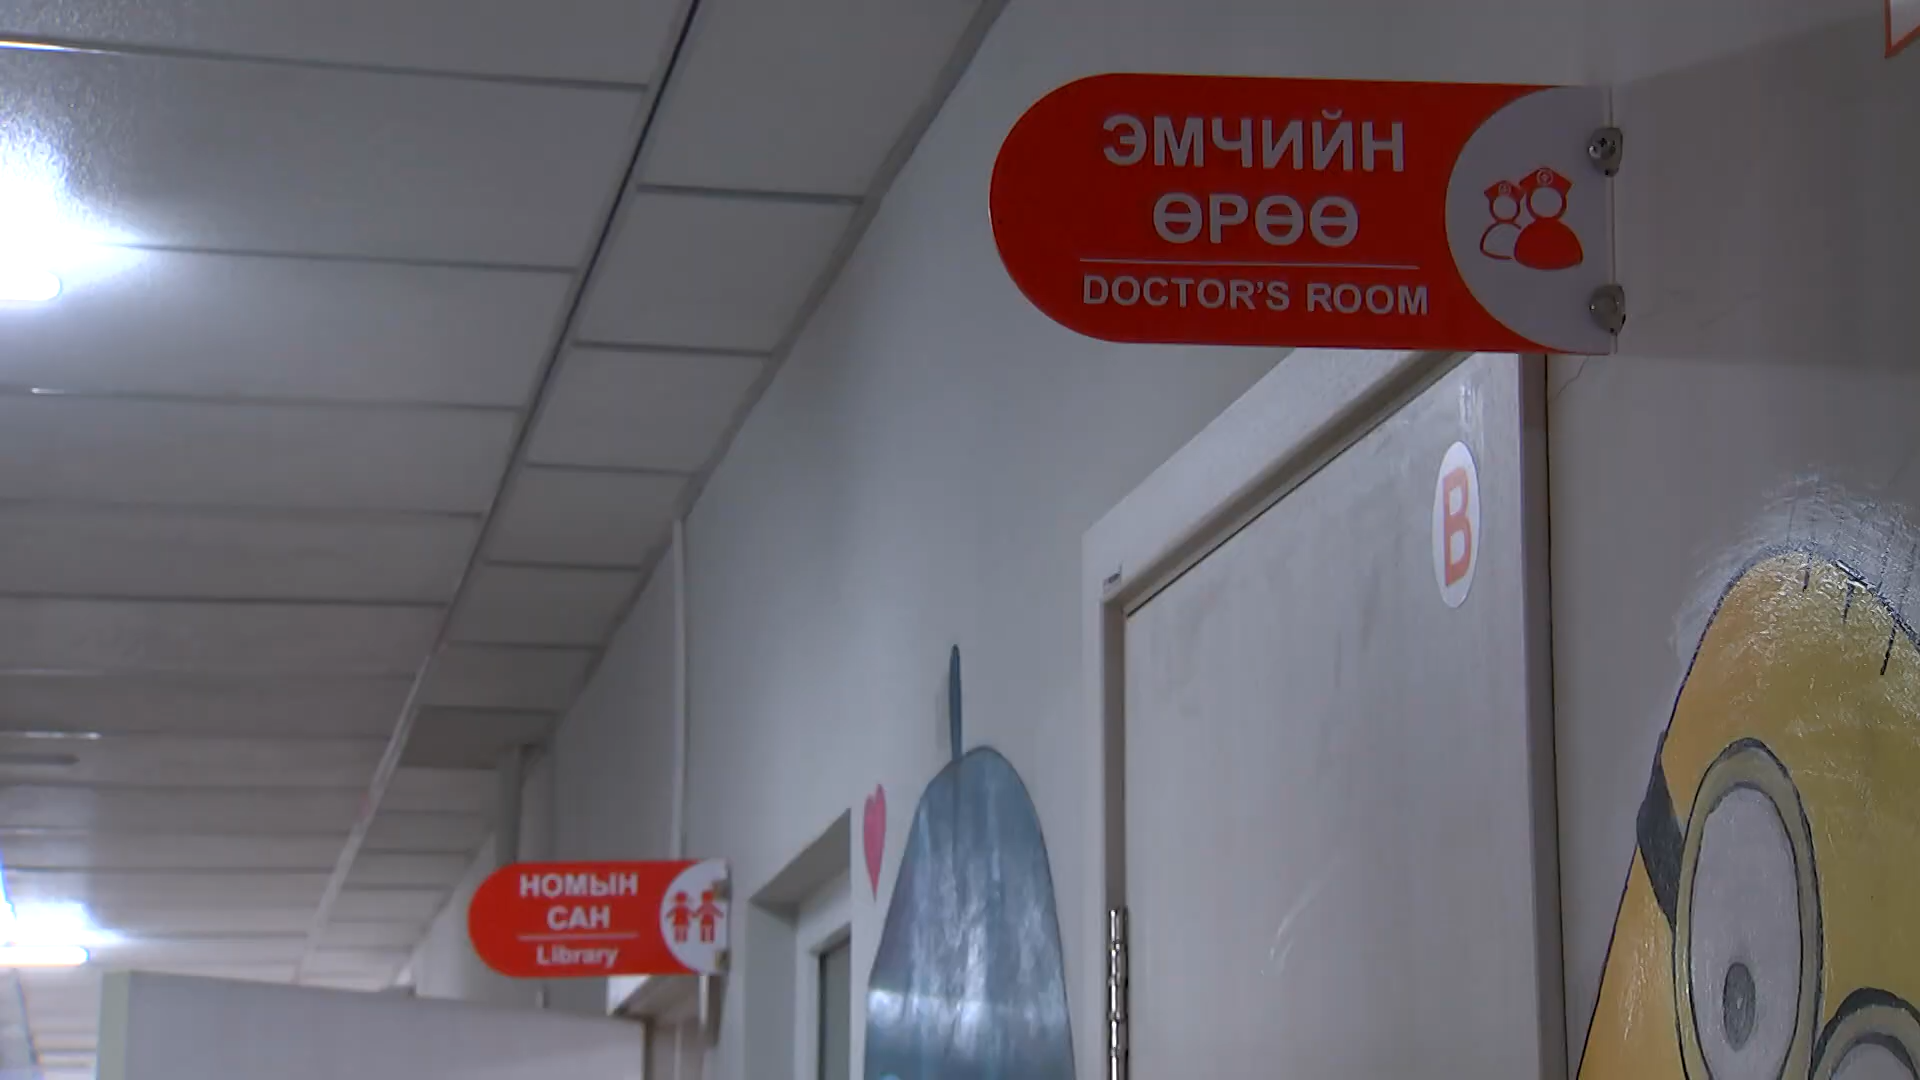 ЭМЧИЙН
ӨРӨӨ
DOCTOR'S ROOM
B
НОМЫН
САН
Library